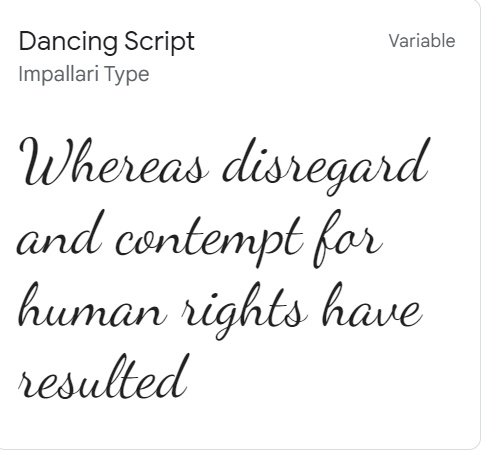 Dancing Script
Variable
Impallari Type
Whereas disregard
and contempt for
human rights have
resulted